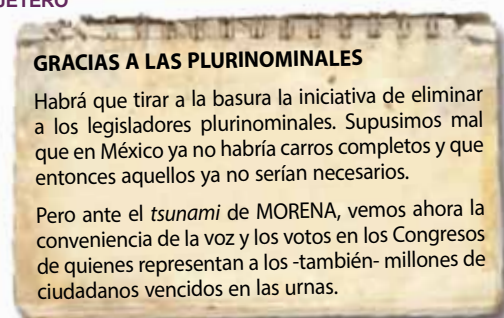 JETERO
GRACIAS A LAS PLURINOMINALES
Habrá que tirar a la basura la iniciativa de eliminar
a los legisladores plurinominales. Supusimos mal
que en México ya no habría carros completos y que
entonces aquellos ya no serían necesarios.
Pero ante el tsunami de MORENA, vemos ahora la
conveniencia de la voz y los votos en los Congresos
de quienes representan a los -también- millones de
ciudadanos vencidos en las urnas.